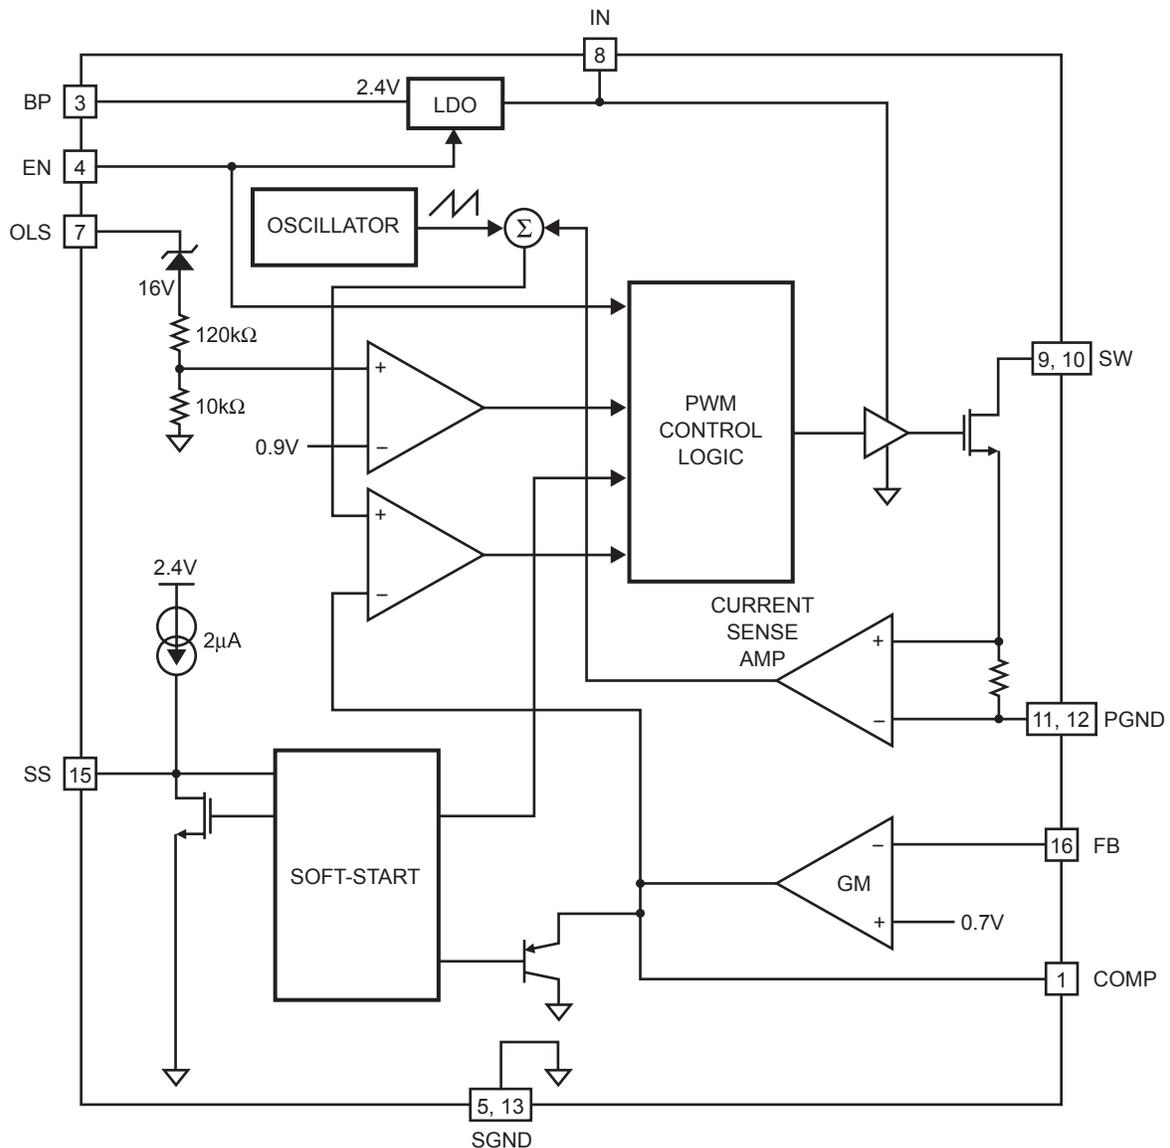 IN
8
BP
3
2.4V
LDO
EN
4
OLS
7
OSCILLATOR
Σ
16V
120kΩ
10kΩ
+
0.9V
–
PWM
CONTROL
LOGIC
9, 10
SW
+
–
2.4V
2µA
CURRENT
SENSE
AMP
+
–
11, 12
PGND
SS
15
SOFT-START
–
16
FB
GM
+
0.7V
1
COMP
5, 13
SGND